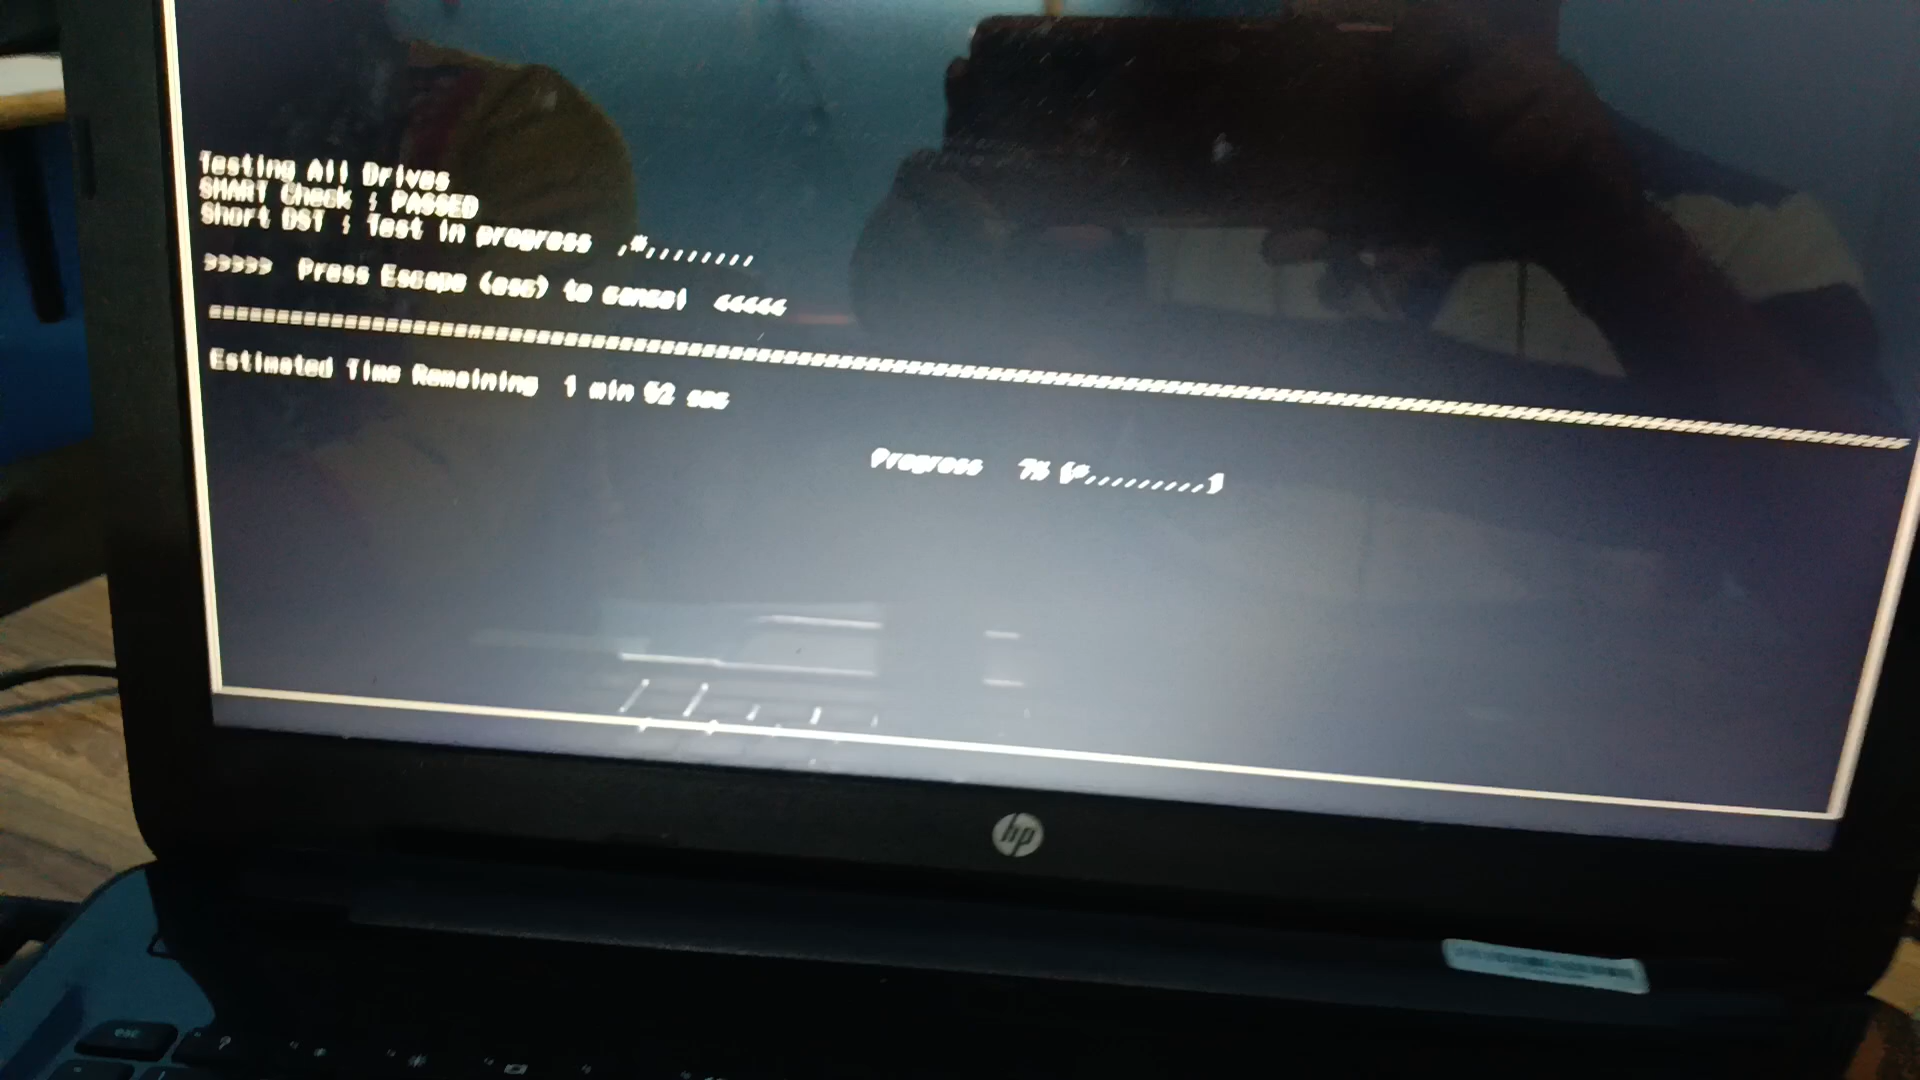 Testing All Drives
SMART Check : PASSED
Short DST : Test in progress .*.........
>>>>> Press Escape (esc) to cancel <<<<<
Estimated Time Remaining 1 min 52 sec
Progress 7% [*..........]
hp
esc
?